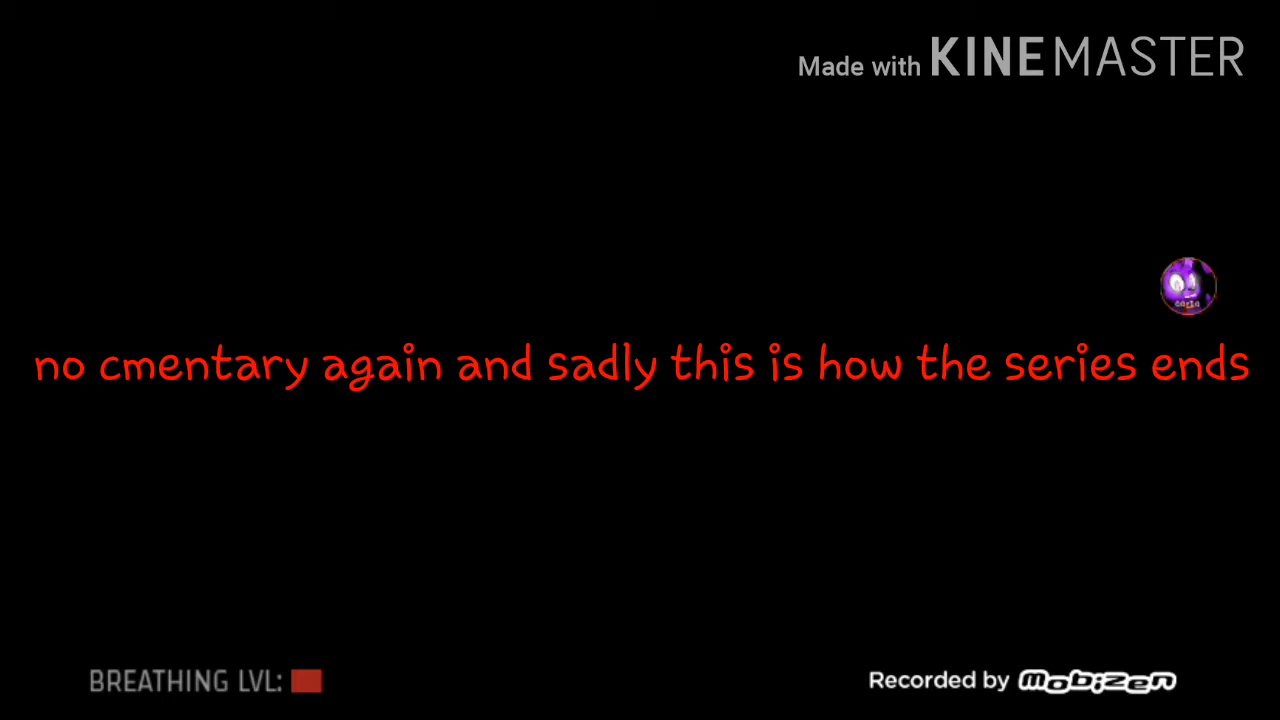 Made with KINEMASTER
no cmentary again and sadly this is how the series ends
BREATHING LVL:
Recorded by mobizen